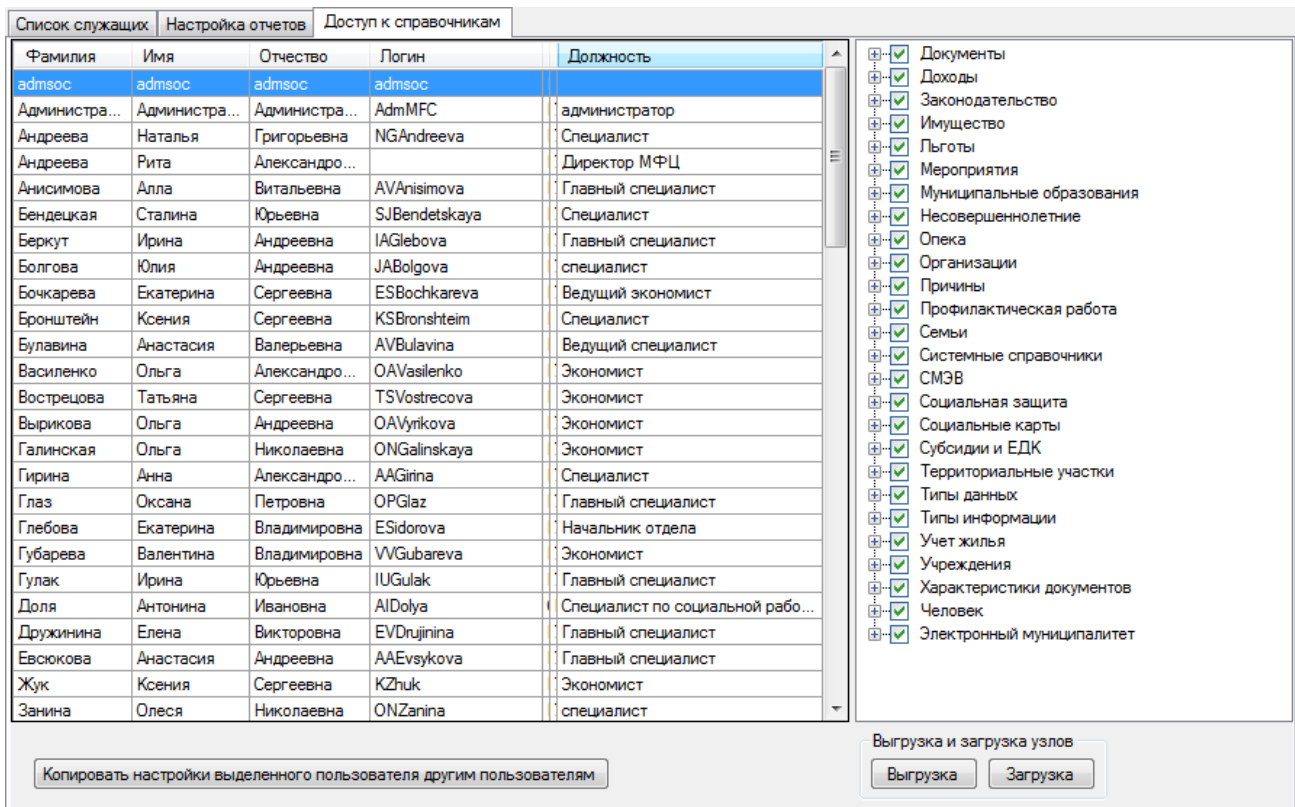 Список служащих Настройка отчетов Доступ к справочникам
Фамилия Имя Отчество Логин Должность
admsoc admsoc admsoc admsoc
Администра... Администра... Администра... AdmMFC администратор
Андреева Наталья Григорьевна NGAndreeva Специалист
Андреева Рита Александро... Директор МФЦ
Анисимова Алла Витальевна AVAnisimova Главный специалист
Бендецкая Сталина Юрьевна SJBendetskaya Специалист
Беркут Ирина Андреевна IAGlebova Главный специалист
Болгова Юлия Андреевна JABolgova специалист
Бочкарева Екатерина Сергеевна ESBochkareva Ведущий экономист
Бронштейн Ксения Сергеевна KSBronshteim Специалист
Булавина Анастасия Валерьевна AVBulavina Ведущий специалист
Василенко Ольга Александро... OAVasilenko Экономист
Вострецова Татьяна Сергеевна TSVostrecova Экономист
Вырикова Ольга Андреевна OAVyrikova Экономист
Галинская Ольга Николаевна ONGalinskaya Экономист
Гирина Анна Александро... AAGirina Специалист
Глаз Оксана Петровна OPGlaz Главный специалист
Глебова Екатерина Владимировна ESidorova Начальник отдела
Губарева Валентина Владимировна VVGubareva Экономист
Гулак Ирина Юрьевна IUGulak Главный специалист
Доля Антонина Ивановна AIDolya Специалист по социальной рабо...
Дружинина Елена Викторовна EVDrujinina Главный специалист
Евсюкова Анастасия Андреевна AAEvsykova Главный специалист
Жук Ксения Сергеевна KZhuk Экономист
Занина Олеся Николаевна ONZanina специалист
Документы
Доходы
Законодательство
Имущество
Льготы
Мероприятия
Муниципальные образования
Несовершеннолетние
Опека
Организации
Причины
Профилактическая работа
Семьи
Системные справочники
СМЭВ
Социальная защита
Социальные карты
Субсидии и ЕДК
Территориальные участки
Типы данных
Типы информации
Учет жилья
Учреждения
Характеристики документов
Человек
Электронный муниципалитет
Копировать настройки выделенного пользователя другим пользователям
Выгрузка и загрузка узлов
Выгрузка Загрузка